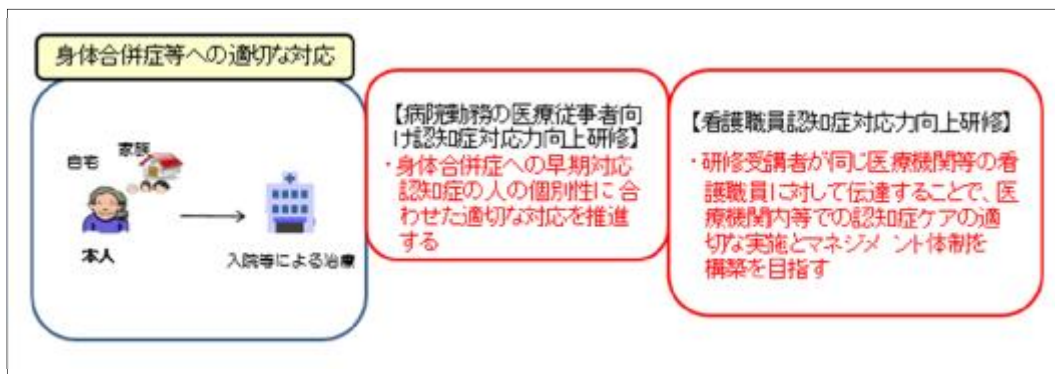 身体合併症等への適切な対応
自宅
家族
本人
入院等による治療
【病院勤務の医療従事者向
け認知症対応力向上研修】
・身体合併症への早期対応
認知症の人の個別性に合
わせた適切な対応を推進
する
【看護職員認知症対応力向上研修】
・研修受講者が同じ医療機関等の看
護職員に対して伝達することで、医
療機関内等での認知症ケアの適
切な実施とマネジメント体制を
構築を目指す